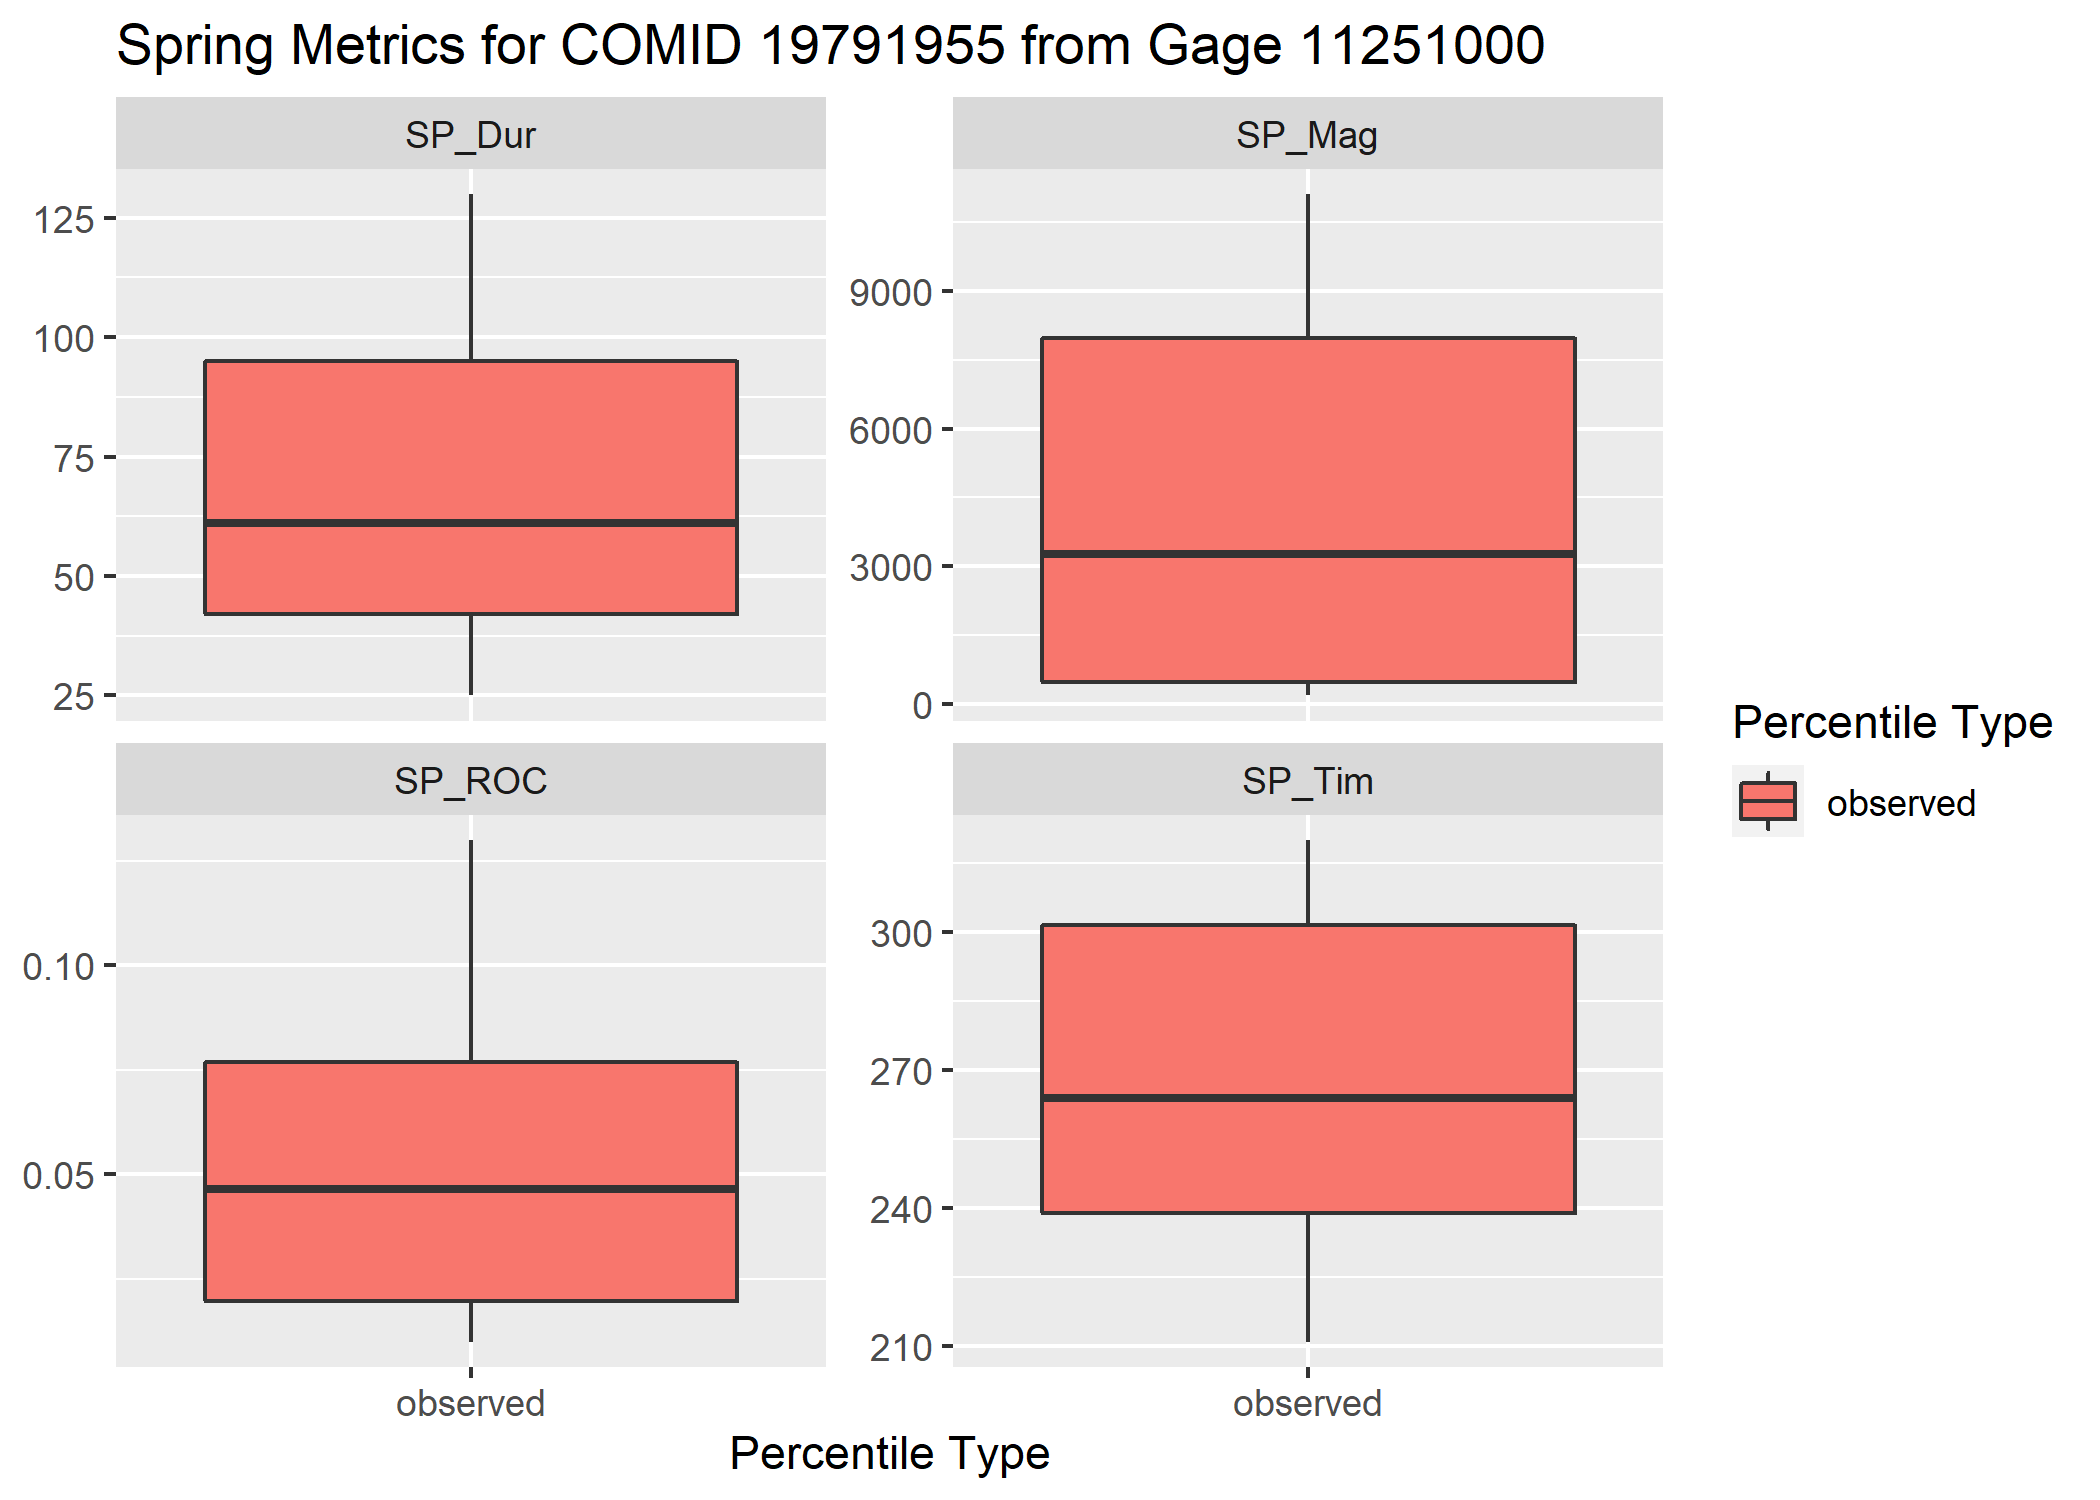 Spring Metrics for COMID 19791955 from Gage 11251000
SP_Dur
125
100
75
50
25
SP_Mag
9000
6000
3000
0
SP_ROC
0.10
0.05
observed
SP_Tim
300
270
240
210
observed
Percentile Type
Percentile Type
observed